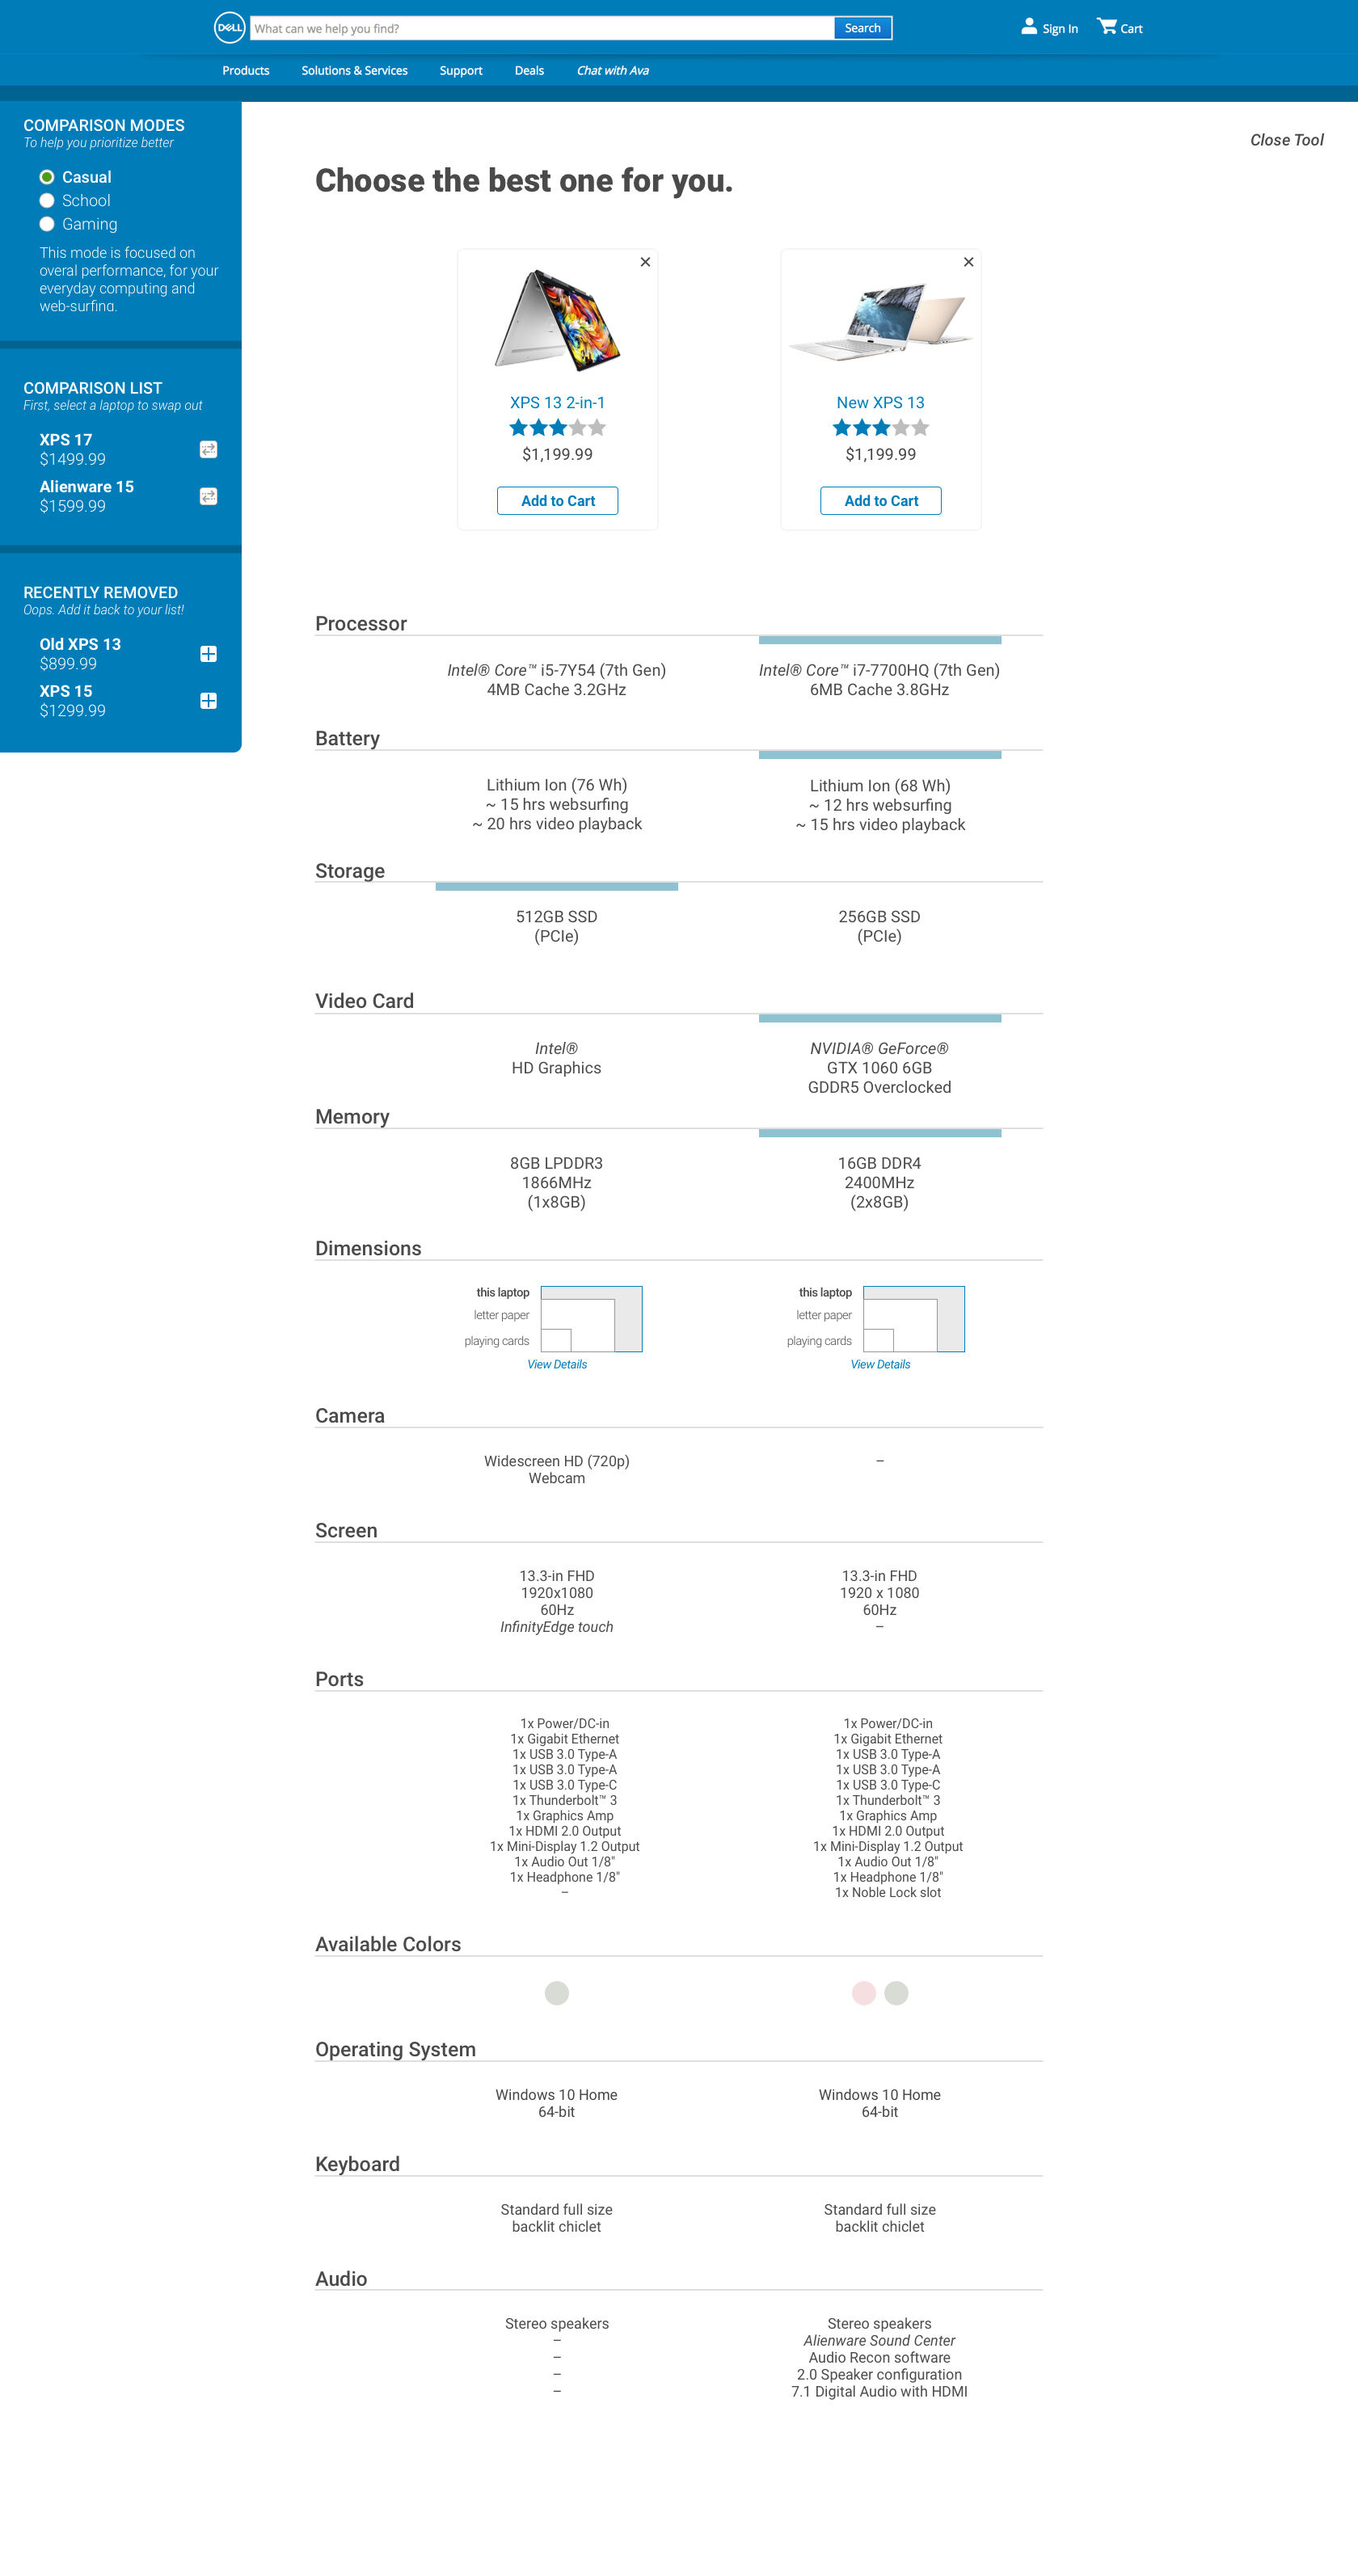 DELL
What can we help you find?
Search
Sign In
Cart
Products
Solutions & Services
Support
Deals
Chat with Ava
COMPARISON MODES
To help you prioritize better
Casual
School
Gaming
This mode is focused on
overal performance, for your
everyday computing and
web-surfing.
COMPARISON LIST
First, select a laptop to swap out
XPS 17
$1499.99
Alienware 15
$1599.99
RECENTLY REMOVED
Oops. Add it back to your list!
Old XPS 13
$899.99
XPS 15
$1299.99
Close Tool
Choose the best one for you.
XPS 13 2-in-1
$1,199.99
Add to Cart
New XPS 13
$1,199.99
Add to Cart
Processor
Intel® Core™ i5-7Y54 (7th Gen)
4MB Cache 3.2GHz
Intel® Core™ i7-7700HQ (7th Gen)
6MB Cache 3.8GHz
Battery
Lithium Ion (76 Wh)
~ 15 hrs websurfing
~ 20 hrs video playback
Lithium Ion (68 Wh)
~ 12 hrs websurfing
~ 15 hrs video playback
Storage
512GB SSD
(PCIe)
256GB SSD
(PCIe)
Video Card
Intel®
HD Graphics
NVIDIA® GeForce®
GTX 1060 6GB
GDDR5 Overclocked
Memory
8GB LPDDR3
1866MHz
(1x8GB)
16GB DDR4
2400MHz
(2x8GB)
Dimensions
this laptop
letter paper
playing cards
View Details
this laptop
letter paper
playing cards
View Details
Camera
Widescreen HD (720p)
Webcam
–
Screen
13.3-in FHD
1920x1080
60Hz
InfinityEdge touch
13.3-in FHD
1920 x 1080
60Hz
–
Ports
1x Power/DC-in
1x Gigabit Ethernet
1x USB 3.0 Type-A
1x USB 3.0 Type-A
1x USB 3.0 Type-C
1x Thunderbolt™ 3
1x Graphics Amp
1x HDMI 2.0 Output
1x Mini-Display 1.2 Output
1x Audio Out 1/8"
1x Headphone 1/8"
–
1x Power/DC-in
1x Gigabit Ethernet
1x USB 3.0 Type-A
1x USB 3.0 Type-A
1x USB 3.0 Type-C
1x Thunderbolt™ 3
1x Graphics Amp
1x HDMI 2.0 Output
1x Mini-Display 1.2 Output
1x Audio Out 1/8"
1x Headphone 1/8"
1x Noble Lock slot
Available Colors
Operating System
Windows 10 Home
64-bit
Windows 10 Home
64-bit
Keyboard
Standard full size
backlit chiclet
Standard full size
backlit chiclet
Audio
Stereo speakers
–
–
–
–
Stereo speakers
Alienware Sound Center
Audio Recon software
2.0 Speaker configuration
7.1 Digital Audio with HDMI